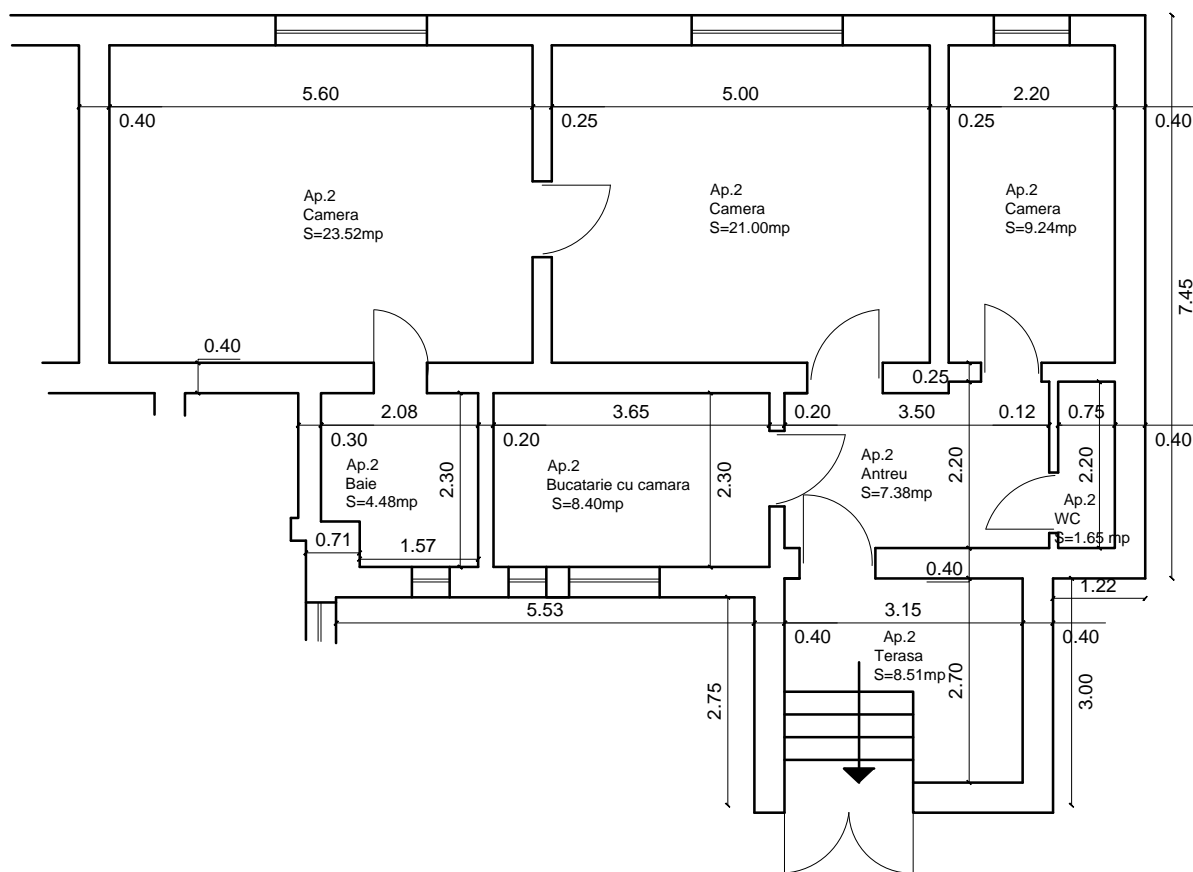 5.60
5.00
2.20
0.40
0.25
0.25
0.40
Ap.2
Camera
S=23.52mp
Ap.2
Camera
S=21.00mp
Ap.2
Camera
S=9.24mp
7.45
0.40
0.25
2.08
3.65
0.20
3.50
0.12
0.75
0.30
0.20
0.40
Ap.2
Baie
S=4.48mp
2.30
Ap.2
Bucatarie cu camara
S=8.40mp
2.30
Ap.2
Antreu
S=7.38mp
2.20
2.20
Ap.2
WC
S=1.65 mp
0.71
1.57
0.40
1.22
5.53
3.15
0.40
0.40
Ap.2
Terasa
S=8.51mp
2.75
2.70
3.00